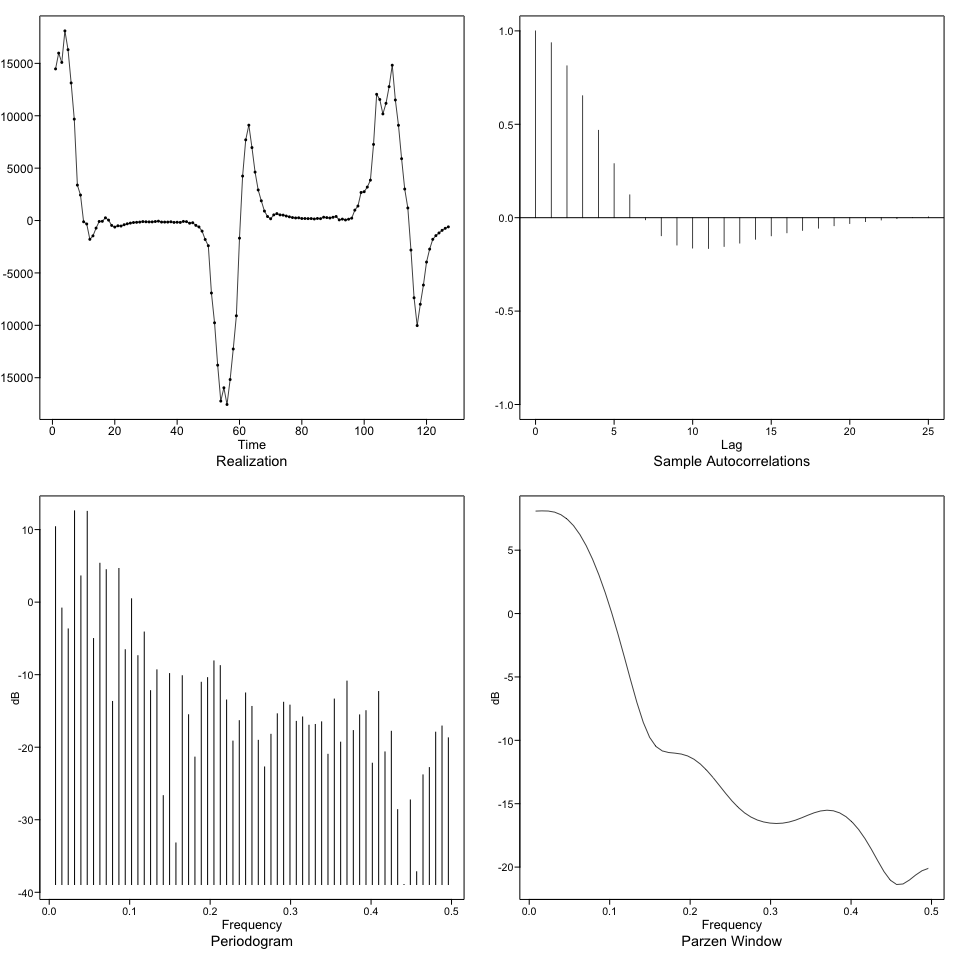 15000
10000
5000
0
-5000
10000
15000
0 20 40 60 80 100 120
Time
Realization
1.0
0.5
0.0
-0.5
-1.0
0 5 10 15 20 25
Lag
Sample Autocorrelations
10
0
-10
-20
-30
-40
dB
0.0 0.1 0.2 0.3 0.4 0.5
Frequency
Periodogram
5
0
-5
-10
-15
-20
dB
0.0 0.1 0.2 0.3 0.4 0.5
Frequency
Parzen Window